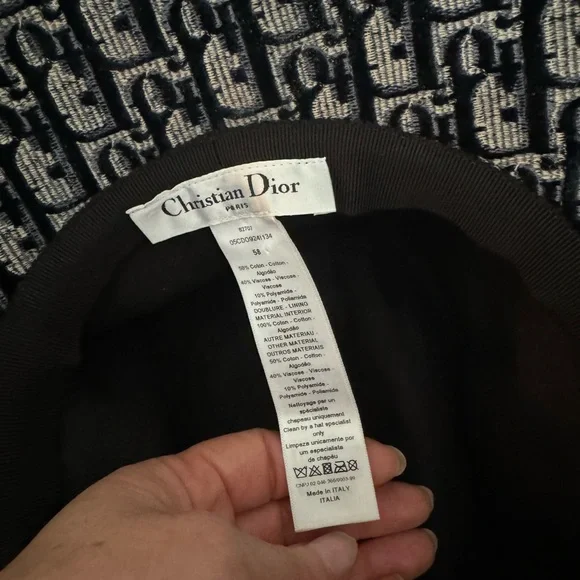 Christian Dior
PARIS
05CDO924I134
58
50% Coton - Cotton -
Algodão
40% Viscose - Viscose -
Viscose
10% Polyamide -
Polyamide - Poliamida
DOUBLURE - LINING
MATERIAL INTERIOR
100% Coton - Cotton -
Algodão
AUTRE MATERIAU -
OTHER MATERIAL
OUTROS MATERIAIS
50% Coton - Cotton -
Algodão
40% Viscose - Viscose -
Viscose
10% Polyamide -
Polyamide - Poliamida
Nettoyage par un
spécialiste
chapeau uniquement
Clean by a hat specialist
only
Limpeza unicamente por
um especialista
de chapéu
Made in ITALY
ITALIA